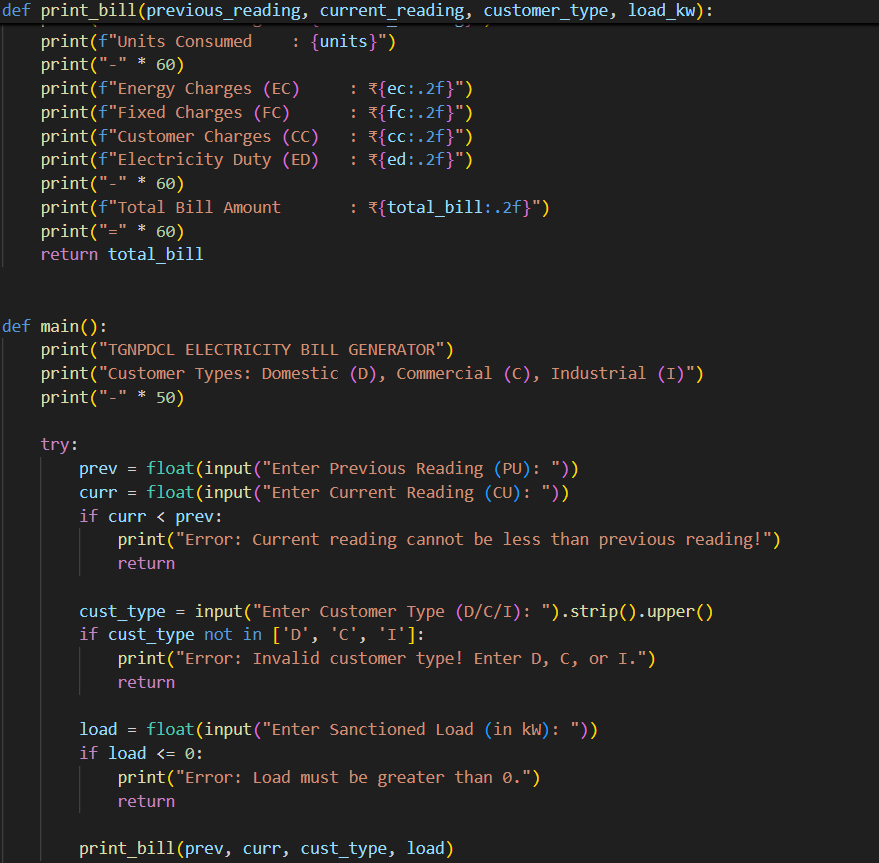 def print_bill(previous_reading, current_reading, customer_type, load_kw):
    print(f"Units Consumed    : {units}")
    print("-" * 60)
    print(f"Energy Charges (EC)     : ₹{ec:.2f}")
    print(f"Fixed Charges (FC)      : ₹{fc:.2f}")
    print(f"Customer Charges (CC)   : ₹{cc:.2f}")
    print(f"Electricity Duty (ED)   : ₹{ed:.2f}")
    print("-" * 60)
    print(f"Total Bill Amount       : ₹{total_bill:.2f}")
    print("=" * 60)
    return total_bill

def main():
    print("TGNPDCL ELECTRICITY BILL GENERATOR")
    print("Customer Types: Domestic (D), Commercial (C), Industrial (I)")
    print("-" * 50)

    try:
        prev = float(input("Enter Previous Reading (PU): "))
        curr = float(input("Enter Current Reading (CU): "))
        if curr < prev:
            print("Error: Current reading cannot be less than previous reading!")
            return

        cust_type = input("Enter Customer Type (D/C/I): ").strip().upper()
        if cust_type not in ['D', 'C', 'I']:
            print("Error: Invalid customer type! Enter D, C, or I.")
            return

        load = float(input("Enter Sanctioned Load (in kW): "))
        if load <= 0:
            print("Error: Load must be greater than 0.")
            return

        print_bill(prev, curr, cust_type, load)